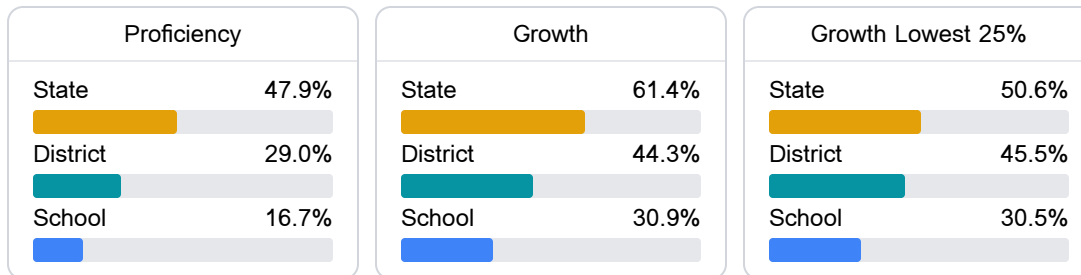 Proficiency
State 47.9%
District 29.0%
School 16.7%
Growth
State 61.4%
District 44.3%
School 30.9%
Growth Lowest 25%
State 50.6%
District 45.5%
School 30.5%